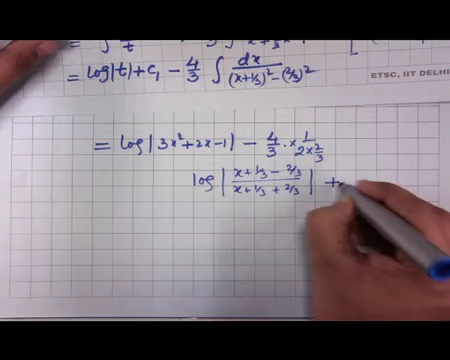 = log|t| + c₁ - 4/3 ∫ dx/((x+⅓)² - (⅔)²)
ETSC, IIT DELHI
= log|3x²+2x-1| - 4/3 × 1/(2×⅔)
log|(x+⅓-⅔)/(x+⅓+⅔)| +